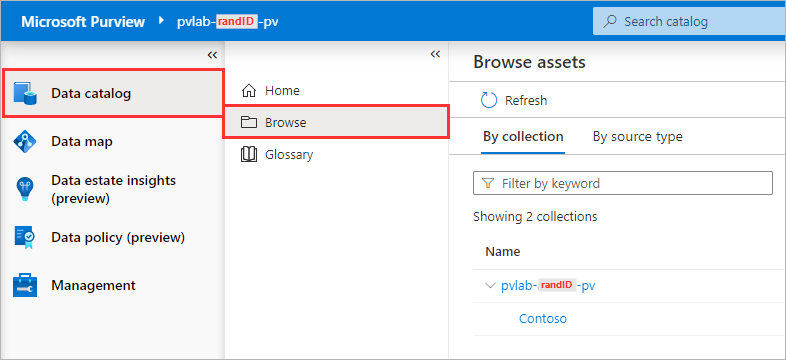 Microsoft Purview pvlab-randID-pv Search catalog
Data catalog
Data map
Data estate insights
(preview)
Data policy (preview)
Management
Home
Browse
Glossary
Browse assets
Refresh
By collection By source type
Filter by keyword
Showing 2 collections
Name
pvlab-randID-pv
Contoso